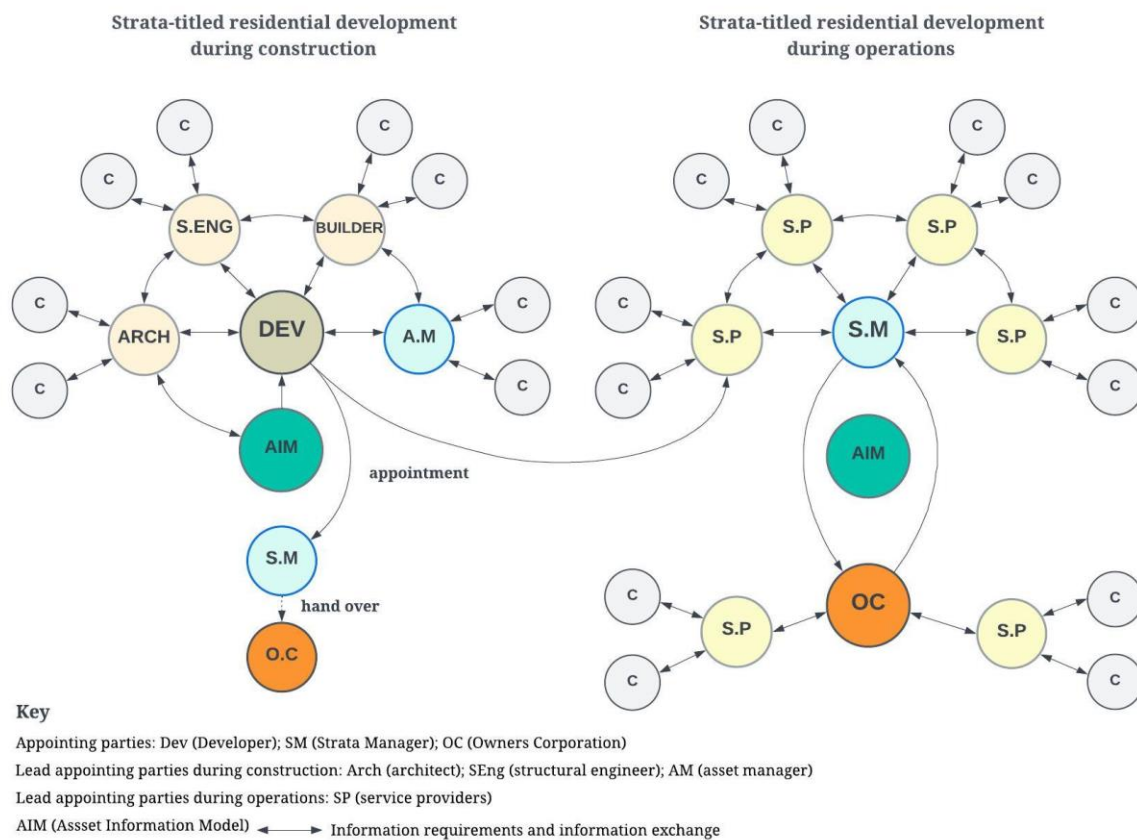 Strata-titled residential development
during construction
Strata-titled residential development
during operations
C
C
C
C
S.ENG
BUILDER
C
C
ARCH
DEV
A.M
C
C
AIM
appointment
S.M
hand over
O.C
C
C
C
C
S.P
S.P
C
C
S.P
S.M
S.P
C
C
AIM
C
C
S.P
OC
S.P
C
C
Key
Appointing parties: Dev (Developer); SM (Strata Manager); OC (Owners Corporation)
Lead appointing parties during construction: Arch (architect); SEng (structural engineer); AM (asset manager)
Lead appointing parties during operations: SP (service providers)
AIM (Assset Information Model) Information requirements and information exchange